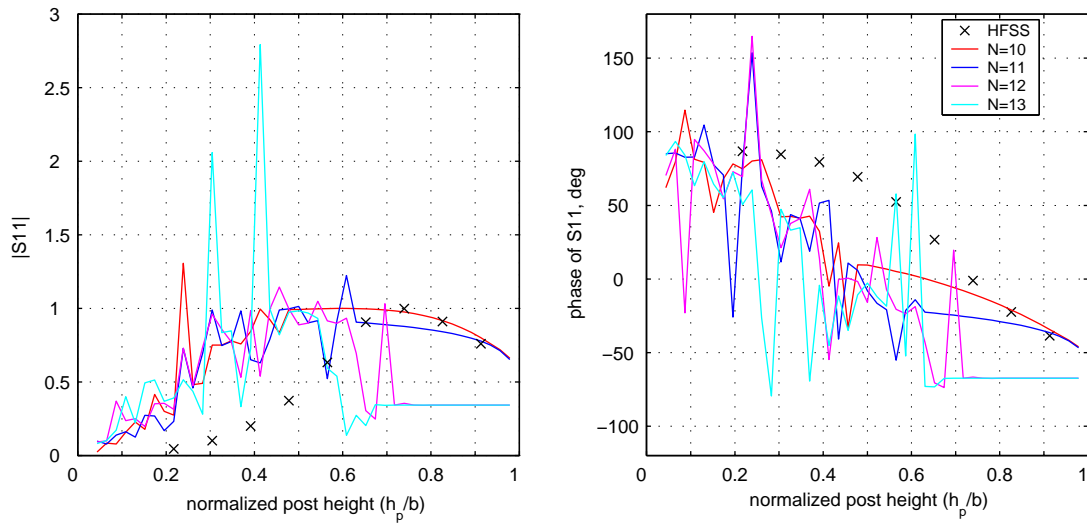 3
2.5
2
1.5
1
0.5
0
|S11|
0 0.2 0.4 0.6 0.8 1
normalized post height (h_p/b)
150
100
50
0
−50
−100
phase of S11, deg
0 0.2 0.4 0.6 0.8 1
normalized post height (h_p/b)
HFSS
N=10
N=11
N=12
N=13